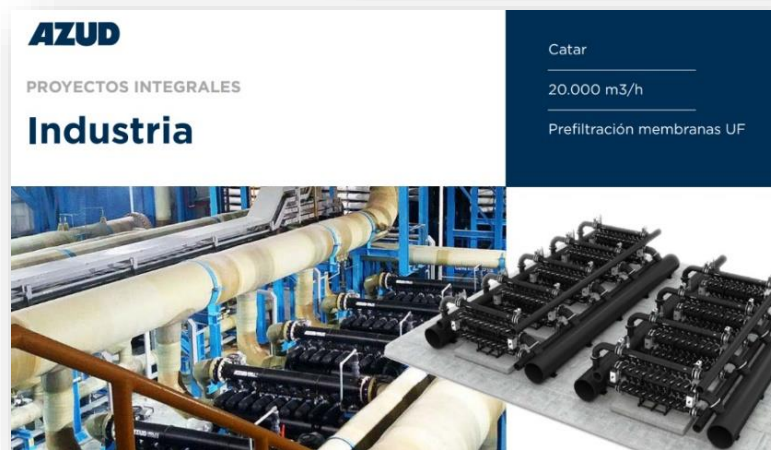 AZUD
PROYECTOS INTEGRALES
Industria
Catar
20.000 m3/h
Prefiltración membranas UF